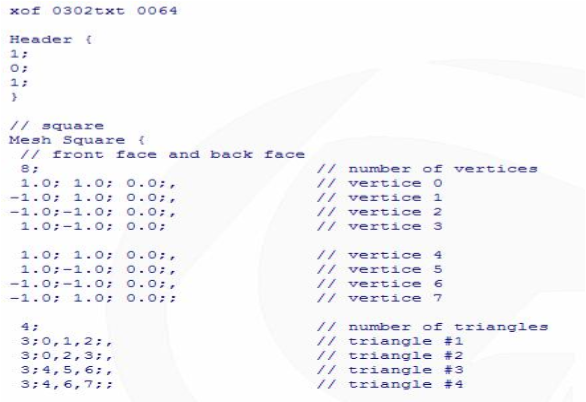 xof 0302txt 0064
Header {
1;
0;
1;
}
// square
Mesh Square {
// front face and back face
8; // number of vertices
1.0; 1.0; 0.0;, // vertice 0
-1.0; 1.0; 0.0;, // vertice 1
-1.0;-1.0; 0.0;, // vertice 2
1.0;-1.0; 0.0; // vertice 3
1.0; 1.0; 0.0;, // vertice 4
1.0;-1.0; 0.0;, // vertice 5
-1.0;-1.0; 0.0;, // vertice 6
-1.0; 1.0; 0.0;; // vertice 7
4; // number of triangles
3;0,1,2;, // triangle #1
3;0,2,3;, // triangle #2
3;4,5,6;, // triangle #3
3;4,6,7;; // triangle #4